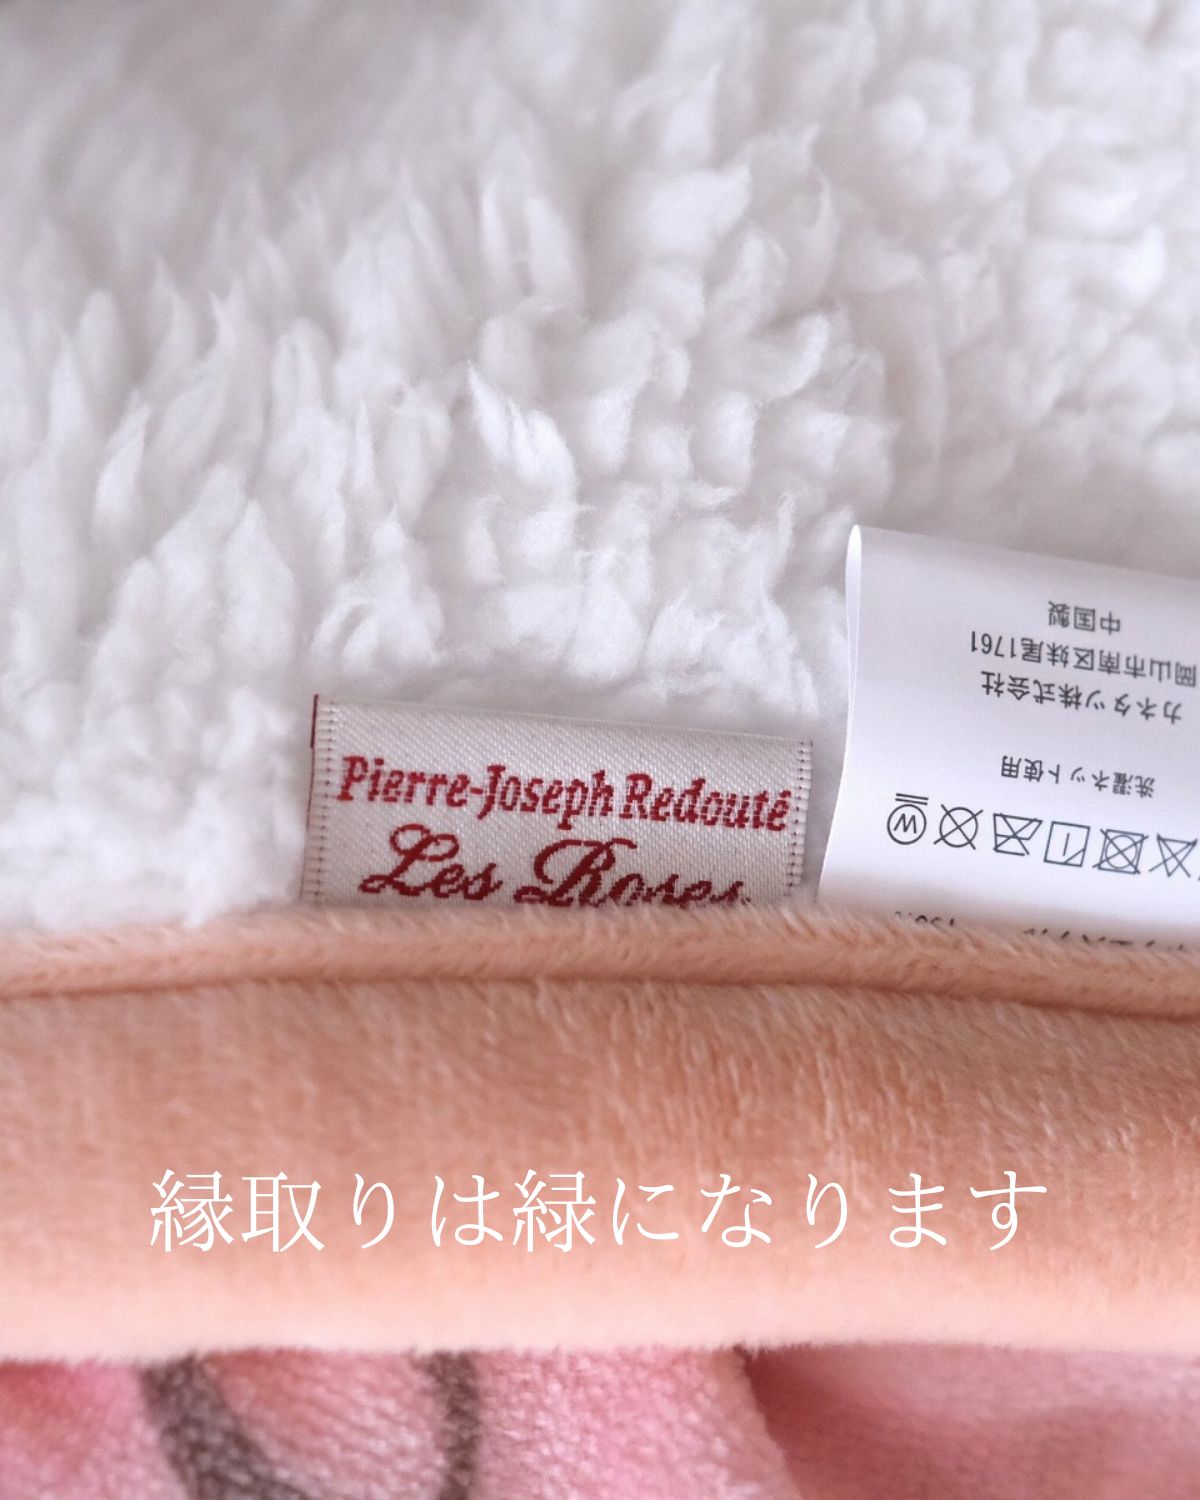 Pierre-Joseph Redouté
Les Roses
中国製
岡山市南区妹尾1761
カネタツ株式会社
洗濯ネット使用
W
縁取りは緑になります